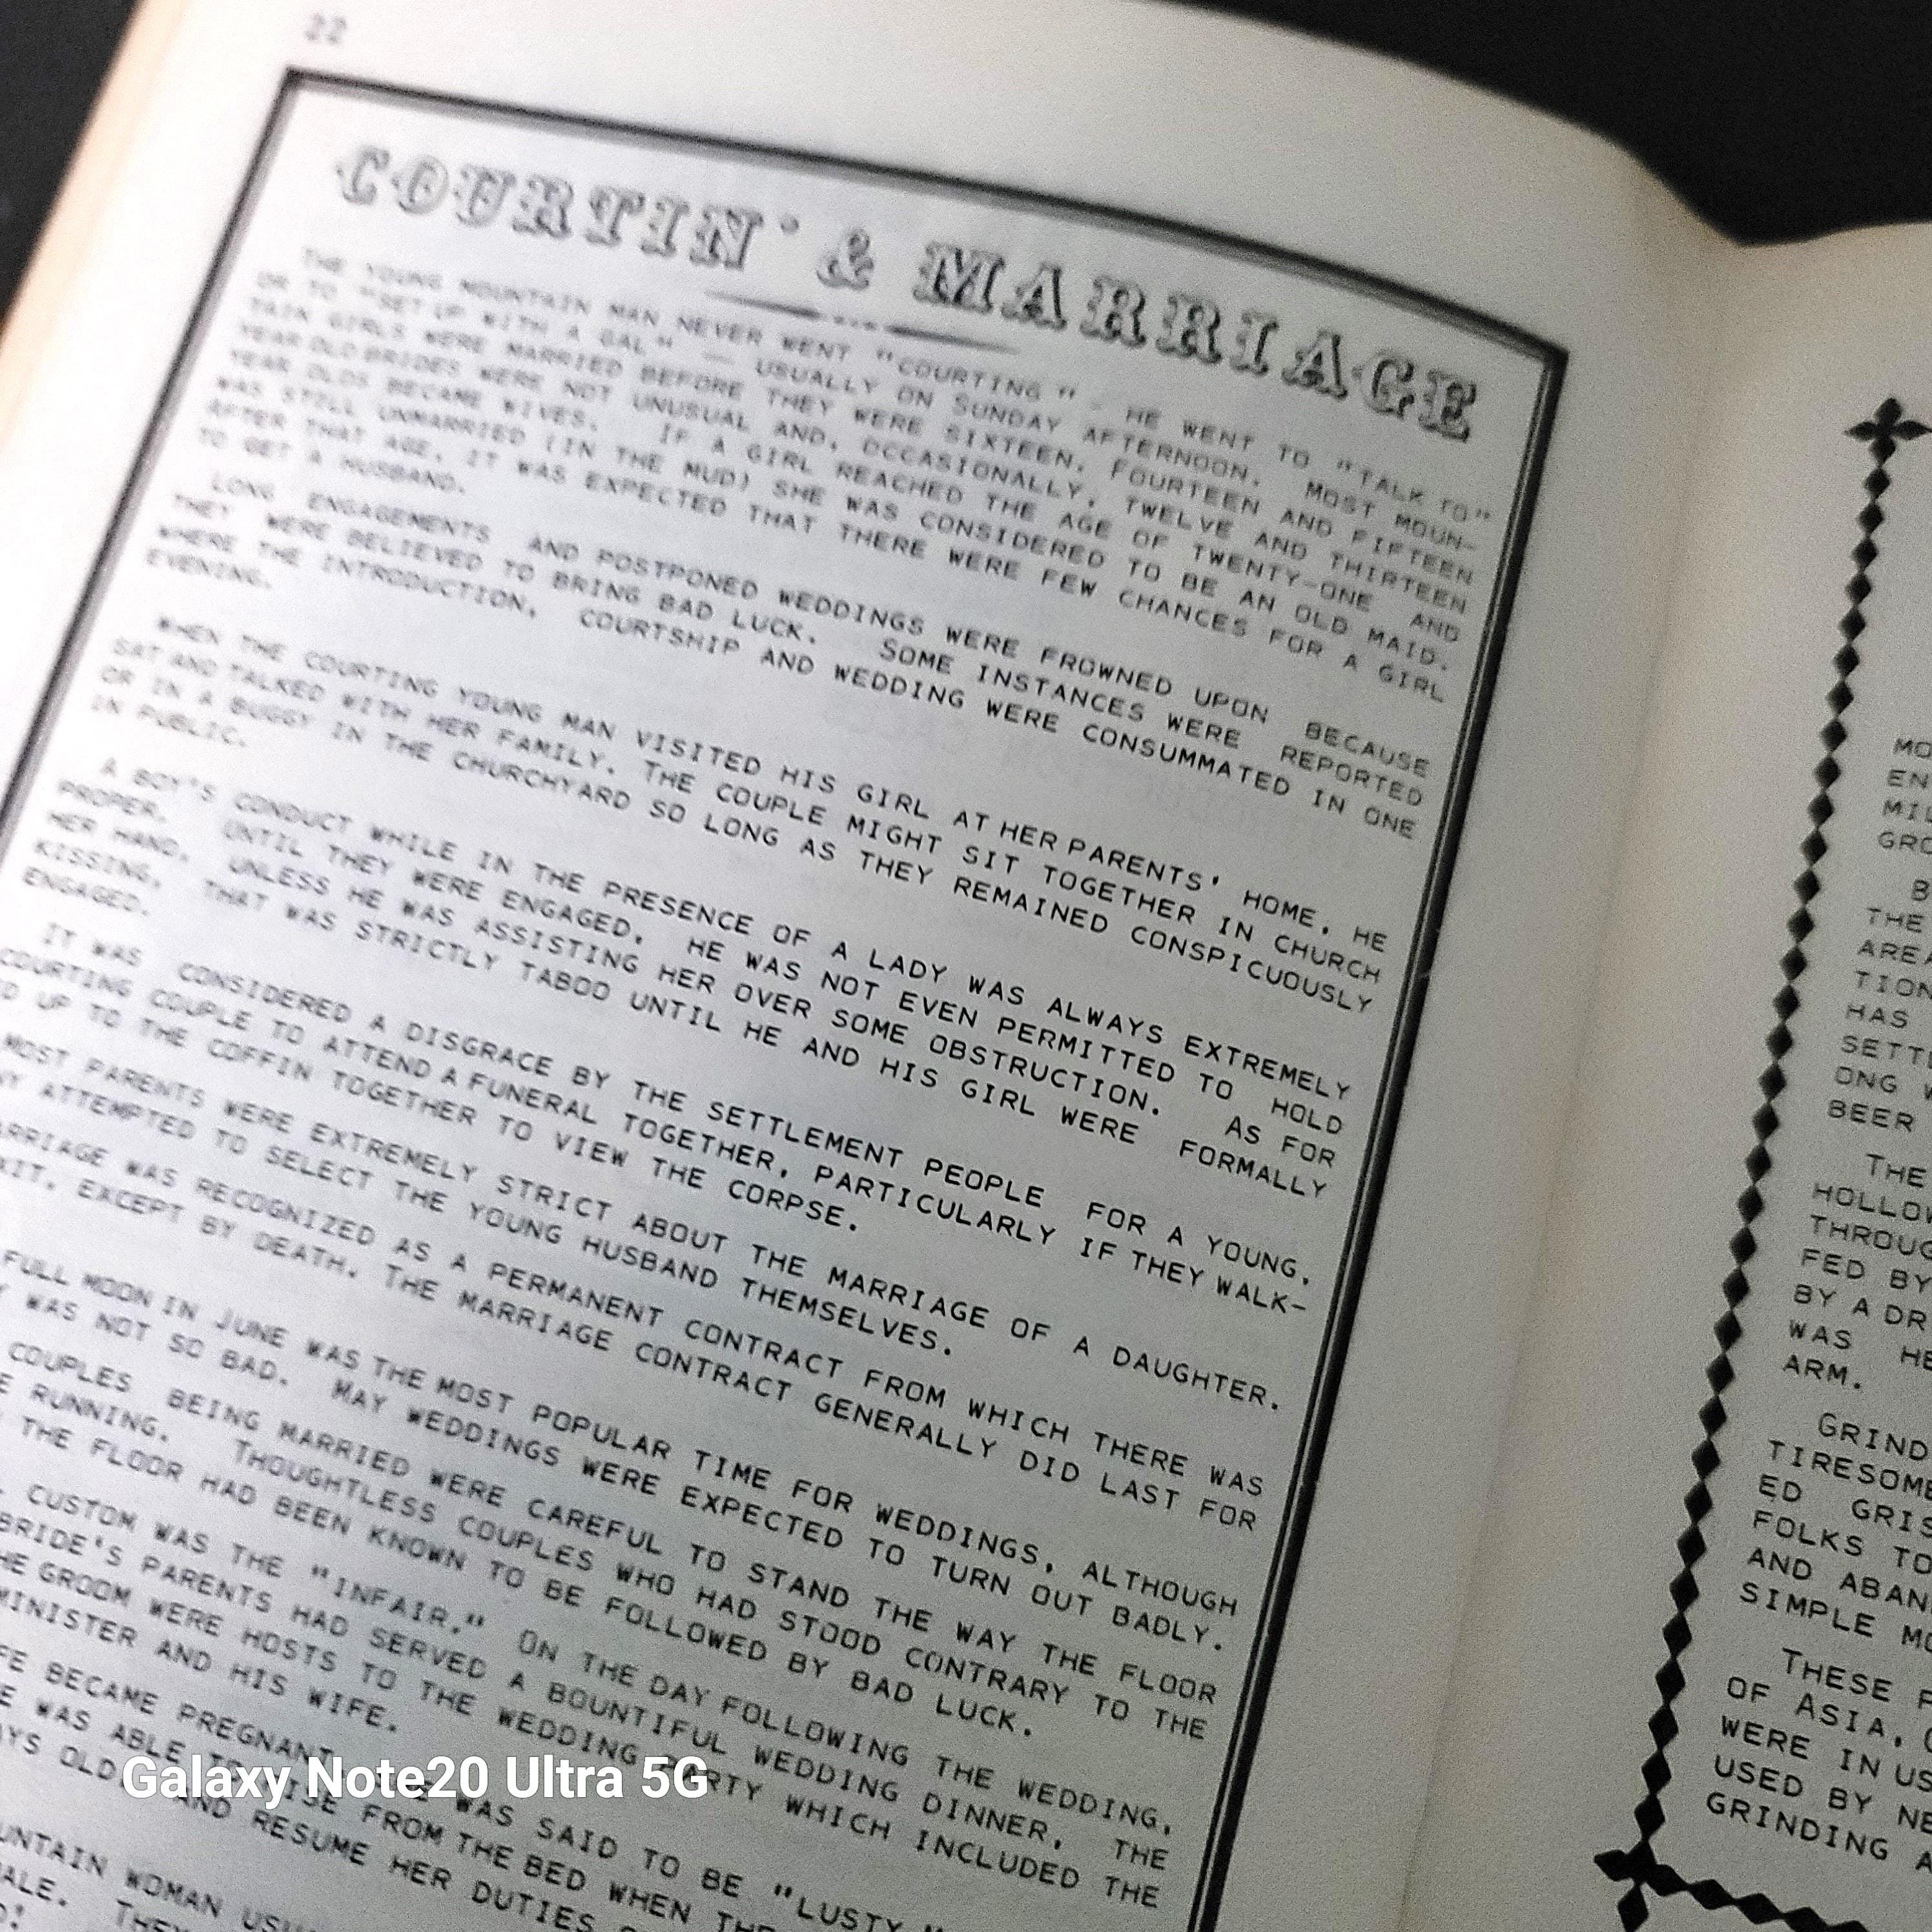 22
COURTIN' & MARRIAGE
THE YOUNG MOUNTAIN MAN NEVER WENT "COURTING" - HE WENT TO "TALK TO"
OR TO "SET UP WITH A GAL" — USUALLY ON SUNDAY AFTERNOON. MOST MOUN-
TAIN GIRLS WERE MARRIED BEFORE THEY WERE SIXTEEN. FOURTEEN AND FIFTEEN
YEAR OLD BRIDES WERE NOT UNUSUAL AND, OCCASIONALLY, TWELVE AND THIRTEEN
YEAR OLDS BECAME WIVES. IF A GIRL REACHED THE AGE OF TWENTY-ONE AND
WAS STILL UNMARRIED (IN THE MUD) SHE WAS CONSIDERED TO BE AN OLD MAID.
AFTER THAT AGE, IT WAS EXPECTED THAT THERE WERE FEW CHANCES FOR A GIRL
TO GET A HUSBAND.
LONG ENGAGEMENTS AND POSTPONED WEDDINGS WERE FROWNED UPON BECAUSE
THEY WERE BELIEVED TO BRING BAD LUCK. SOME INSTANCES WERE REPORTED
WHERE THE INTRODUCTION, COURTSHIP AND WEDDING WERE CONSUMMATED IN ONE
EVENING.
WHEN THE COURTING YOUNG MAN VISITED HIS GIRL AT HER PARENTS' HOME, HE
SAT AND TALKED WITH HER FAMILY. THE COUPLE MIGHT SIT TOGETHER IN CHURCH
OR IN A BUGGY IN THE CHURCHYARD SO LONG AS THEY REMAINED CONSPICUOUSLY
IN PUBLIC.
A BOY'S CONDUCT WHILE IN THE PRESENCE OF A LADY WAS ALWAYS EXTREMELY
PROPER. UNTIL THEY WERE ENGAGED, HE WAS NOT EVEN PERMITTED TO HOLD
HER HAND, UNLESS HE WAS ASSISTING HER OVER SOME OBSTRUCTION. AS FOR
KISSING, THAT WAS STRICTLY TABOO UNTIL HE AND HIS GIRL WERE FORMALLY
ENGAGED.
IT WAS CONSIDERED A DISGRACE BY THE SETTLEMENT PEOPLE FOR A YOUNG,
COURTING COUPLE TO ATTEND A FUNERAL TOGETHER, PARTICULARLY IF THEY WALK-
D UP TO THE COFFIN TOGETHER TO VIEW THE CORPSE.
MOST PARENTS WERE EXTREMELY STRICT ABOUT THE MARRIAGE OF A DAUGHTER.
NY ATTEMPTED TO SELECT THE YOUNG HUSBAND THEMSELVES.
ARRIAGE WAS RECOGNIZED AS A PERMANENT CONTRACT FROM WHICH THERE WAS
XIT, EXCEPT BY DEATH. THE MARRIAGE CONTRACT GENERALLY DID LAST FOR
FULL MOON IN JUNE WAS THE MOST POPULAR TIME FOR WEDDINGS, ALTHOUGH
Y WAS NOT SO BAD. MAY WEDDINGS WERE EXPECTED TO TURN OUT BADLY.
COUPLES BEING MARRIED WERE CAREFUL TO STAND THE WAY THE FLOOR
E RUNNING. THOUGHTLESS COUPLES WHO HAD STOOD CONTRARY TO THE
THE FLOOR HAD BEEN KNOWN TO BE FOLLOWED BY BAD LUCK.
CUSTOM WAS THE "INFAIR." ON THE DAY FOLLOWING THE WEDDING,
BRIDE'S PARENTS HAD SERVED A BOUNTIFUL WEDDING DINNER, THE
HE GROOM WERE HOSTS TO THE WEDDING PARTY WHICH INCLUDED THE
MINISTER AND HIS WIFE.
FE BECAME PREGNANT, WAS SAID TO BE "LUSTY."
E WAS ABLE TO RISE FROM THE BED WHEN THE
AYS OLD AND RESUME HER DUTIES
UNTAIN WOMAN USU
ALE. THEY
MO
EN
MIL
GRO
B
THE
AREA
TION
HAS
SETT
ONG W
BEER
THE
HOLLOW
THROUG
FED BY
BY A DR
WAS HE
ARM.
GRIND
TIRESOME
ED GRIS
FOLKS TO
AND ABAN
SIMPLE MO
THESE F
OF ASIA,
WERE IN US
USED BY NE
GRINDING A
Galaxy Note20 Ultra 5G